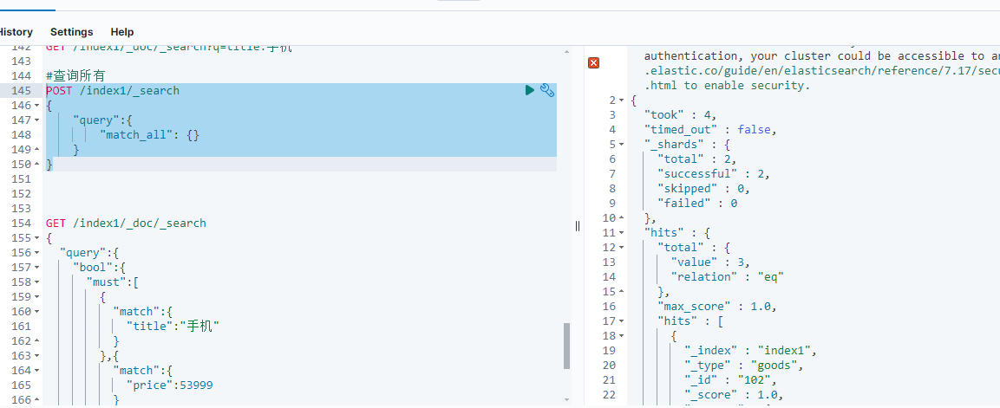 History Settings Help
142 GET /index1/_doc/_search?q=title:手机
143
144 #查询所有
145 POST /index1/_search
146 {
147 "query":{
148 "match_all": {}
149 }
150 }
151
152
153
154 GET /index1/_doc/_search
155 {
156 "query":{
157 "bool":{
158 "must":[
159 {
160 "match":{
161 "title":"手机"
162 }
163 },{
164 "match":{
165 "price":53999
166 }
authentication, your cluster could be accessible to
.elastic.co/guide/en/elasticsearch/reference/7.17/
.html to enable security.
2 {
3 "took" : 4,
4 "timed_out" : false,
5 "_shards" : {
6 "total" : 2,
7 "successful" : 2,
8 "skipped" : 0,
9 "failed" : 0
10 },
11 "hits" : {
12 "total" : {
13 "value" : 3,
14 "relation" : "eq"
15 },
16 "max_score" : 1.0,
17 "hits" : [
18 {
19 "_index" : "index1",
20 "_type" : "goods",
21 "_id" : "102",
22 "_score" : 1.0,